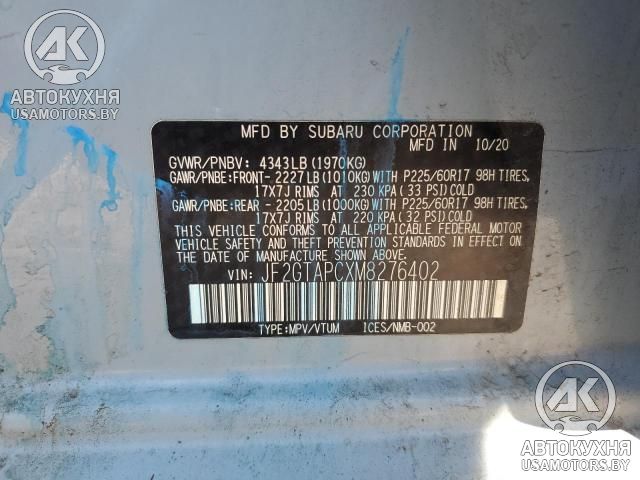 AK
АВТОКУХНЯ
USAMOTORS.BY
MFD BY SUBARU CORPORATION
GVWR/PNBV: 4343LB(1970KG) MFD IN 10/20
GAWR/PNBE:FRONT- 2227LB(1010KG)WITH P225/60R17 98H TIRES,
17X7J RIMS AT 230 KPA(33 PSI)COLD
GAWR/PNBE:REAR - 2205LB(1000KG)WITH P225/60R17 98H TIRES,
17X7J RIMS AT 220 KPA(32 PSI)COLD
THIS VEHICLE CONFORMS TO ALL APPLICABLE FEDERAL MOTOR
VEHICLE SAFETY AND THEFT PREVENTION STANDARDS IN EFFECT ON
THE DATE OF MANUFACTURE SHOWN ABOVE.
VIN: JF2GTAPCXM8276402
TYPE:MPV/VTUM ICES/NMB-002
AK
АВТОКУХНЯ
USAMOTORS.BY